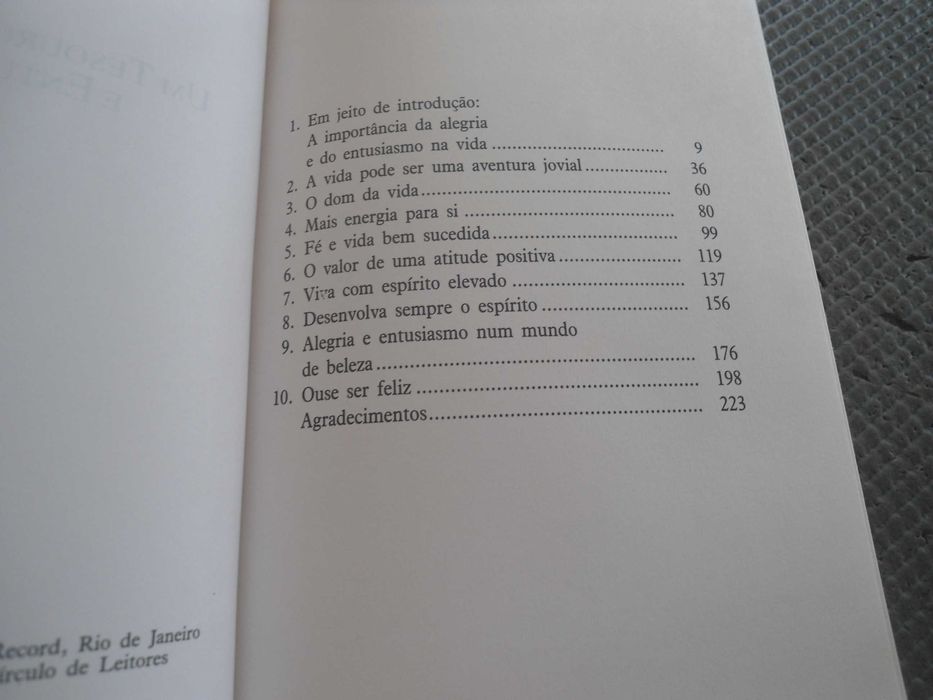 Record, Rio de Janeiro
Círculo de Leitores
1. Em jeito de introdução:
A importância da alegria
e do entusiasmo na vida .................................. 9
2. A vida pode ser uma aventura jovial ................ 36
3. O dom da vida ................................................. 60
4. Mais energia para si ......................................... 80
5. Fé e vida bem sucedida .................................... 99
6. O valor de uma atitude positiva ........................ 119
7. Viva com espírito elevado ................................. 137
8. Desenvolva sempre o espírito ............................ 156
9. Alegria e entusiasmo num mundo
de beleza ............................................................. 176
10. Ouse ser feliz ..................................................... 198
Agradecimentos .................................................... 223